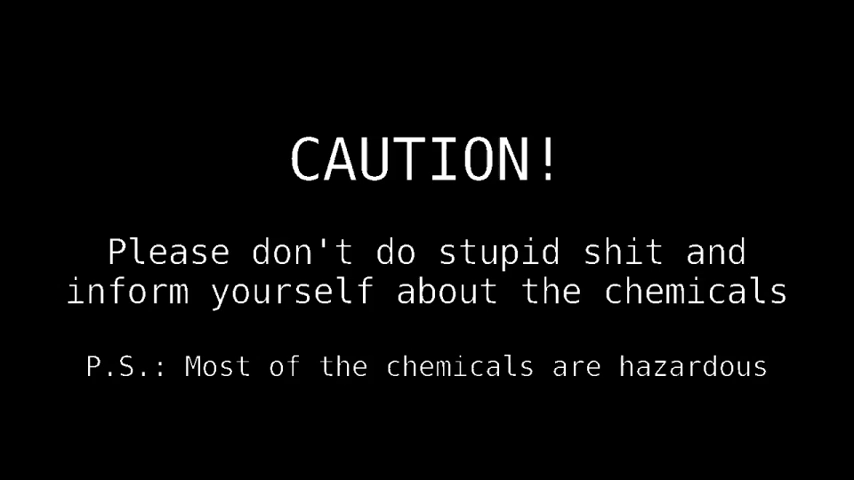 CAUTION!
Please don't do stupid shit and
inform yourself about the chemicals
P.S.: Most of the chemicals are hazardous